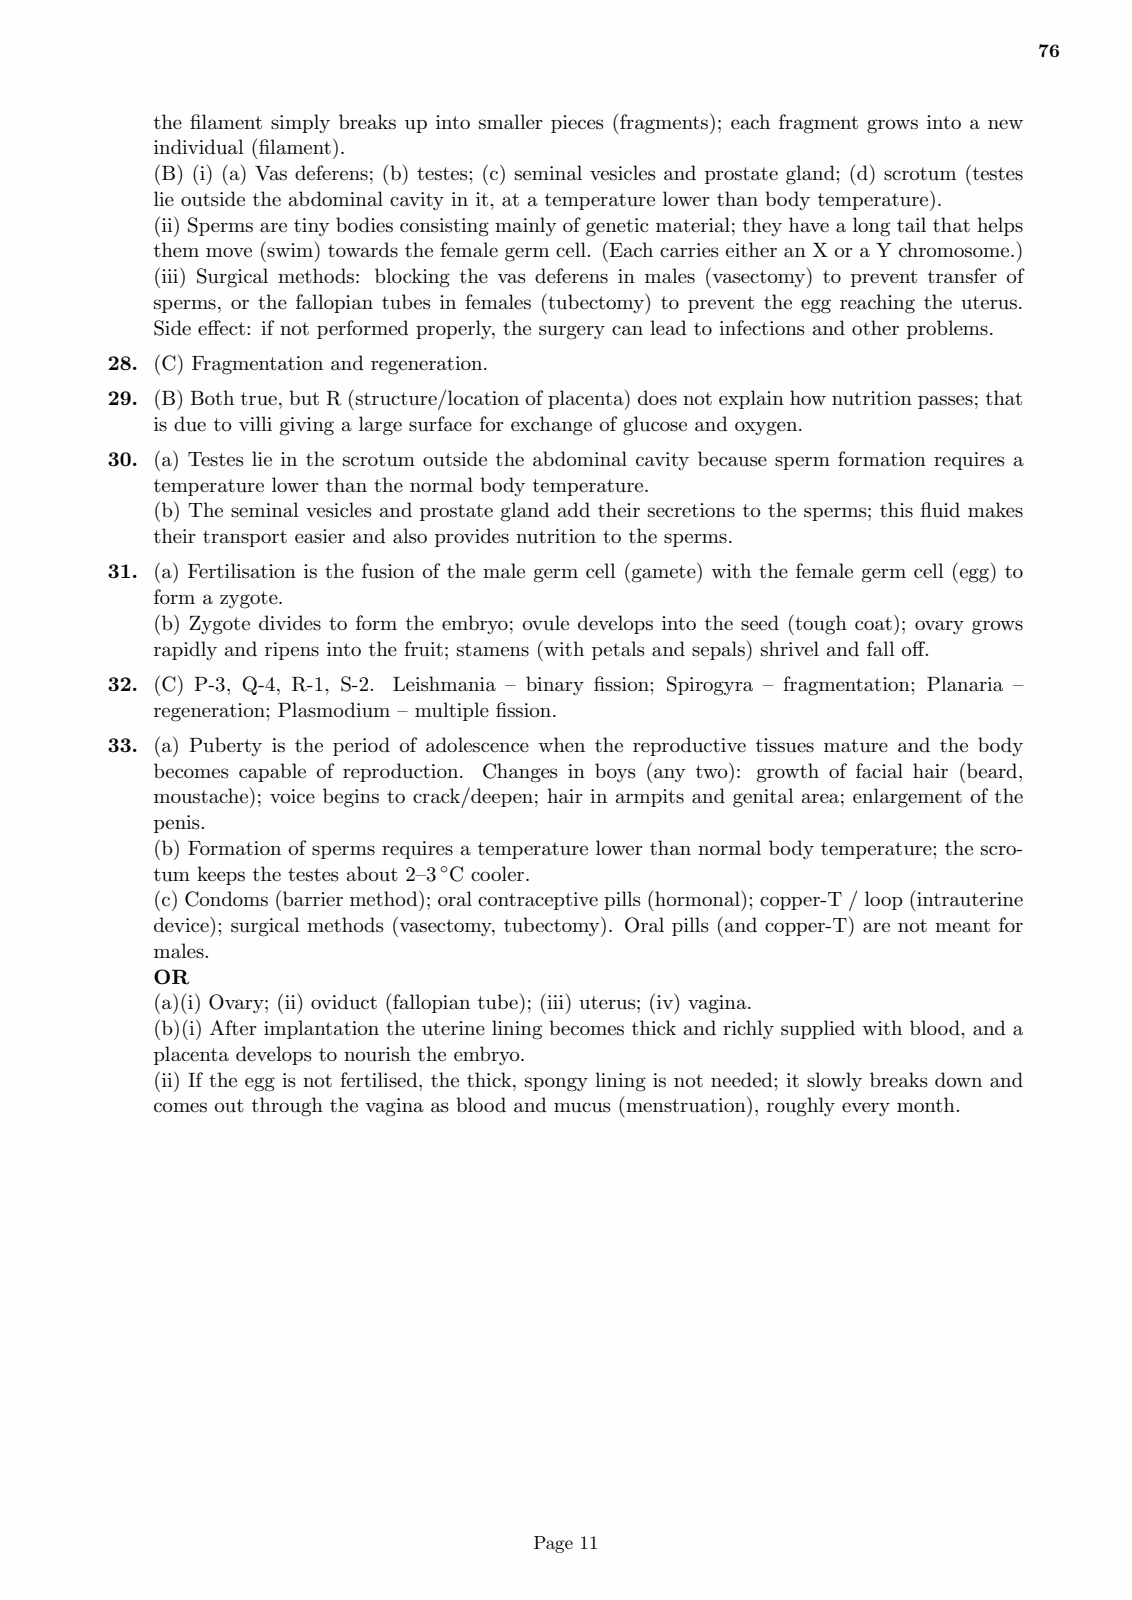 76
the filament simply breaks up into smaller pieces (fragments); each fragment grows into a new
individual (filament).
(B) (i) (a) Vas deferens; (b) testes; (c) seminal vesicles and prostate gland; (d) scrotum (testes
lie outside the abdominal cavity in it, at a temperature lower than body temperature).
(ii) Sperms are tiny bodies consisting mainly of genetic material; they have a long tail that helps
them move (swim) towards the female germ cell. (Each carries either an X or a Y chromosome.)
(iii) Surgical methods: blocking the vas deferens in males (vasectomy) to prevent transfer of
sperms, or the fallopian tubes in females (tubectomy) to prevent the egg reaching the uterus.
Side effect: if not performed properly, the surgery can lead to infections and other problems.
28. (C) Fragmentation and regeneration.
29. (B) Both true, but R (structure/location of placenta) does not explain how nutrition passes; that
is due to villi giving a large surface for exchange of glucose and oxygen.
30. (a) Testes lie in the scrotum outside the abdominal cavity because sperm formation requires a
temperature lower than the normal body temperature.
(b) The seminal vesicles and prostate gland add their secretions to the sperms; this fluid makes
their transport easier and also provides nutrition to the sperms.
31. (a) Fertilisation is the fusion of the male germ cell (gamete) with the female germ cell (egg) to
form a zygote.
(b) Zygote divides to form the embryo; ovule develops into the seed (tough coat); ovary grows
rapidly and ripens into the fruit; stamens (with petals and sepals) shrivel and fall off.
32. (C) P-3, Q-4, R-1, S-2. Leishmania – binary fission; Spirogyra – fragmentation; Planaria –
regeneration; Plasmodium – multiple fission.
33. (a) Puberty is the period of adolescence when the reproductive tissues mature and the body
becomes capable of reproduction. Changes in boys (any two): growth of facial hair (beard,
moustache); voice begins to crack/deepen; hair in armpits and genital area; enlargement of the
penis.
(b) Formation of sperms requires a temperature lower than normal body temperature; the scro-
tum keeps the testes about 2–3 °C cooler.
(c) Condoms (barrier method); oral contraceptive pills (hormonal); copper-T / loop (intrauterine
device); surgical methods (vasectomy, tubectomy). Oral pills (and copper-T) are not meant for
males.
OR
(a)(i) Ovary; (ii) oviduct (fallopian tube); (iii) uterus; (iv) vagina.
(b)(i) After implantation the uterine lining becomes thick and richly supplied with blood, and a
placenta develops to nourish the embryo.
(ii) If the egg is not fertilised, the thick, spongy lining is not needed; it slowly breaks down and
comes out through the vagina as blood and mucus (menstruation), roughly every month.
Page 11